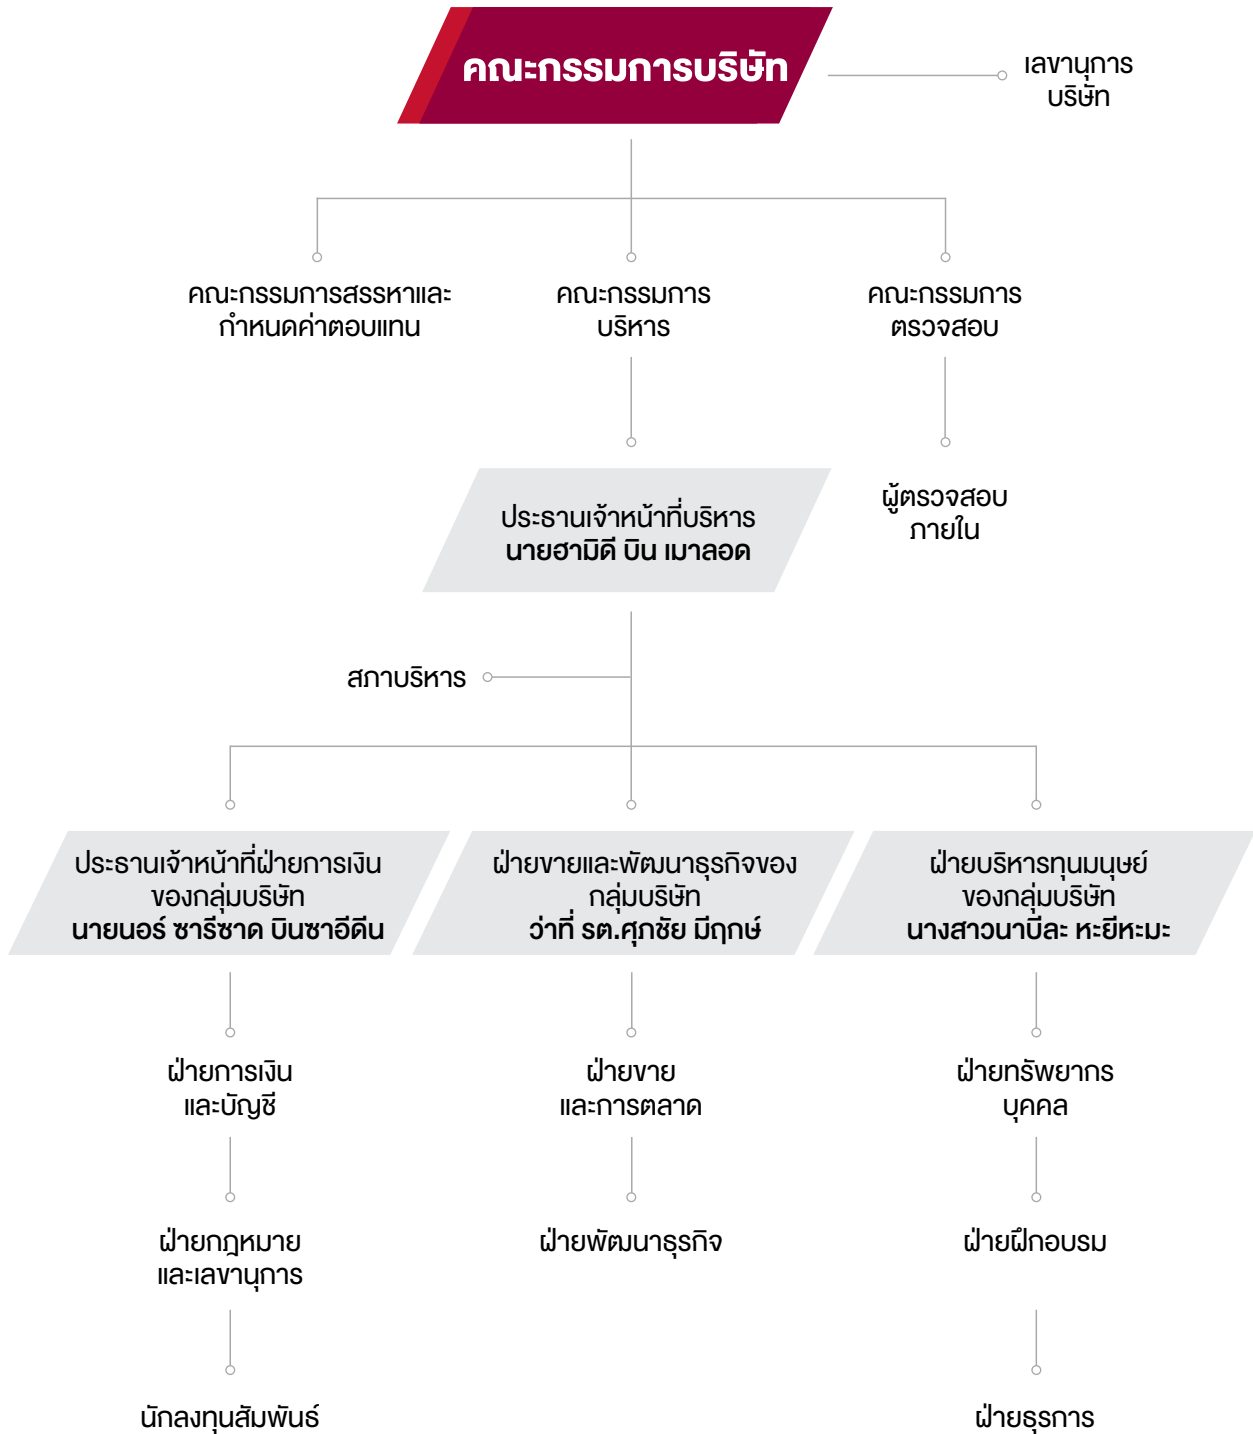 คณะกรรมการบริษัท
เลขานุการ
บริษัท
คณะกรรมการสรรหาและ
กำหนดค่าตอบแทน
คณะกรรมการ
บริหาร
คณะกรรมการ
ตรวจสอบ
ประธานเจ้าหน้าที่บริหาร
นายฮามิดี บิน เมาลอด
ผู้ตรวจสอบ
ภายใน
สภาบริหาร
ประธานเจ้าหน้าที่ฝ่ายการเงิน
ของกลุ่มบริษัท
นายนอร์ ซารีซาด บินซาอีดีน
ฝ่ายขายและพัฒนาธุรกิจของ
กลุ่มบริษัท
ว่าที่ รต.ศุภชัย มีฤกษ์
ฝ่ายบริหารทุนมนุษย์
ของกลุ่มบริษัท
นางสาวนาบีละ หะยีหะมะ
ฝ่ายการเงิน
และบัญชี
ฝ่ายขาย
และการตลาด
ฝ่ายทรัพยากร
บุคคล
ฝ่ายกฎหมาย
และเลขานุการ
ฝ่ายพัฒนาธุรกิจ
ฝ่ายฝึกอบรม
นักลงทุนสัมพันธ์
ฝ่ายธุรการ